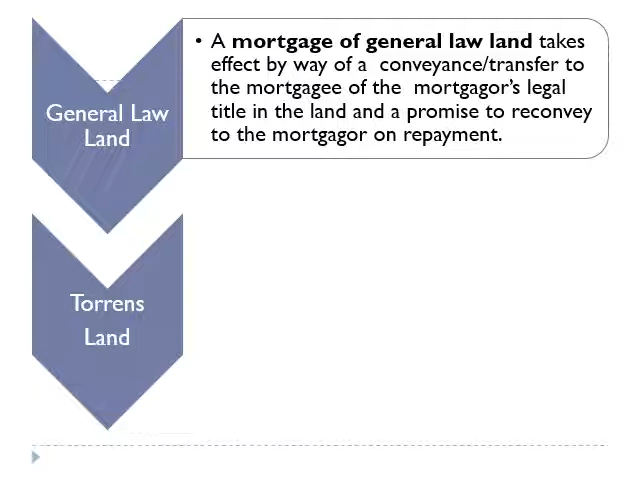 General Law
Land
• A mortgage of general law land takes
effect by way of a conveyance/transfer to
the mortgagee of the mortgagor’s legal
title in the land and a promise to reconvey
to the mortgagor on repayment.
Torrens
Land